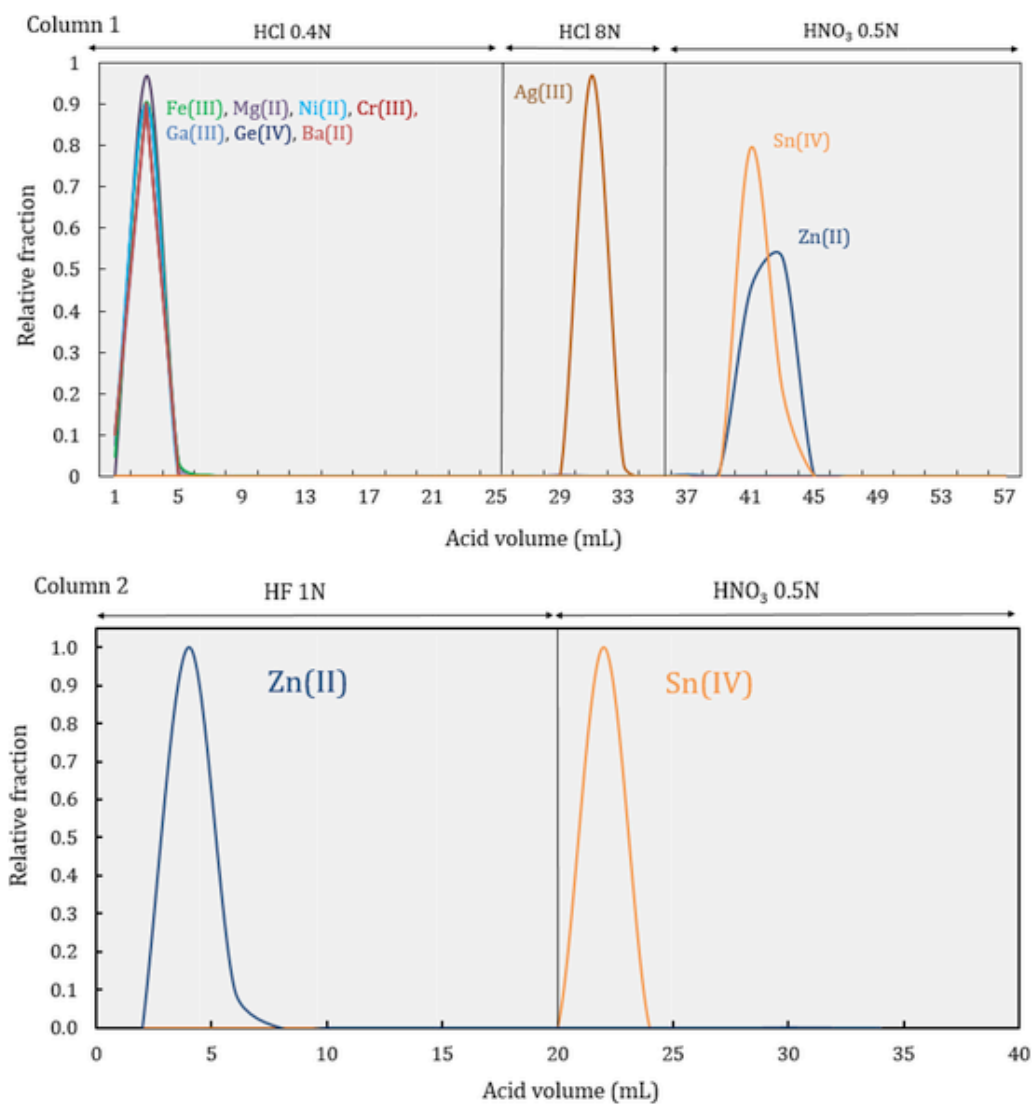 Column 1
HCl 0.4N HCl 8N HNO₃ 0.5N
1
0.9
0.8
0.7
0.6
0.5
0.4
0.3
0.2
0.1
0
Relative fraction
Fe(III), Mg(II), Ni(II), Cr(III),
Ga(III), Ge(IV), Ba(II)
Ag(III)
Sn(IV)
Zn(II)
1 5 9 13 17 21 25 29 33 37 41 45 49 53 57
Acid volume (mL)
Column 2
HF 1N HNO₃ 0.5N
1.0
0.9
0.8
0.7
0.6
0.5
0.4
0.3
0.2
0.1
0.0
Relative fraction
Zn(II) Sn(IV)
0 5 10 15 20 25 30 35 40
Acid volume (mL)